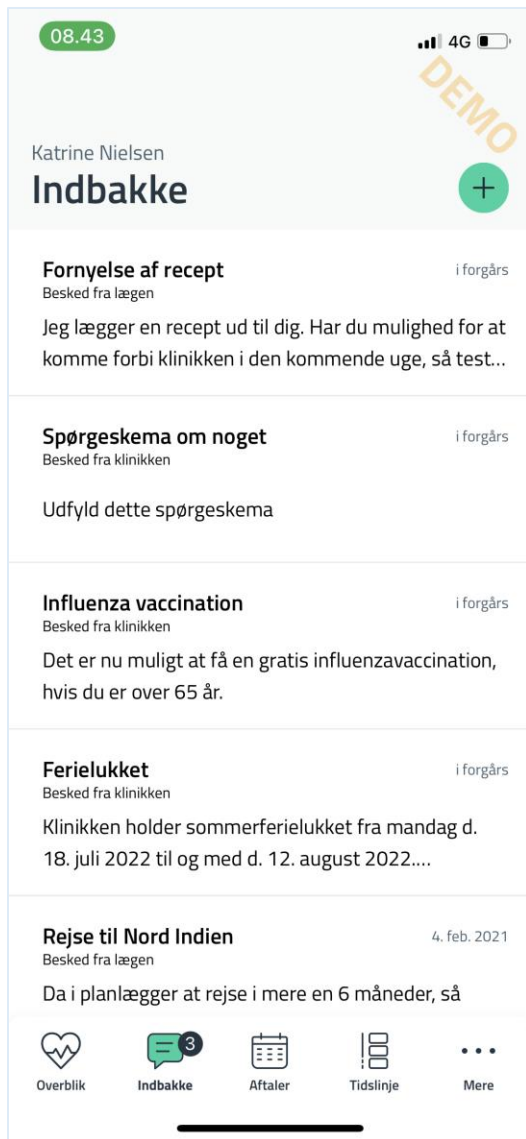 08.43
4G
DEMO
Katrine Nielsen
Indbakke
Fornyelse af recept
i forgårs
Besked fra lægen
Jeg lægger en recept ud til dig. Har du mulighed for at
komme forbi klinikken i den kommende uge, så test...
Spørgeskema om noget
i forgårs
Besked fra klinikken
Udfyld dette spørgeskema
Influenza vaccination
i forgårs
Besked fra klinikken
Det er nu muligt at få en gratis influenzavaccination,
hvis du er over 65 år.
Ferielukket
i forgårs
Besked fra klinikken
Klinikken holder sommerferielukket fra mandag d.
18. juli 2022 til og med d. 12. august 2022....
Rejse til Nord Indien
4. feb. 2021
Besked fra lægen
Da i planlægger at rejse i mere en 6 måneder, så
3
Overblik
Indbakke
Aftaler
Tidslinje
Mere